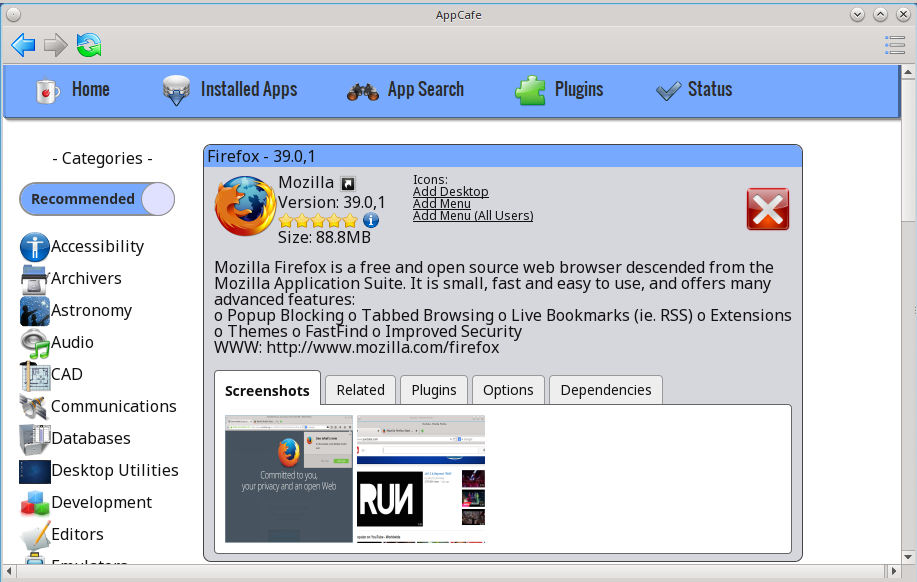 AppCafe
Home
Installed Apps
App Search
Plugins
Status
- Categories -
Recommended
Accessibility
Archivers
Astronomy
Audio
CAD
Communications
Databases
Desktop Utilities
Development
Editors
Emulators
Firefox - 39.0,1
Mozilla
Version: 39.0,1
Size: 88.8MB
Icons:
Add Desktop
Add Menu
Add Menu (All Users)
Mozilla Firefox is a free and open source web browser descended from the
Mozilla Application Suite. It is small, fast and easy to use, and offers many
advanced features:
o Popup Blocking o Tabbed Browsing o Live Bookmarks (ie. RSS) o Extensions
o Themes o FastFind o Improved Security
WWW: http://www.mozilla.com/firefox
Screenshots
Related
Plugins
Options
Dependencies
Committed to you,
your privacy and an open Web
RUN